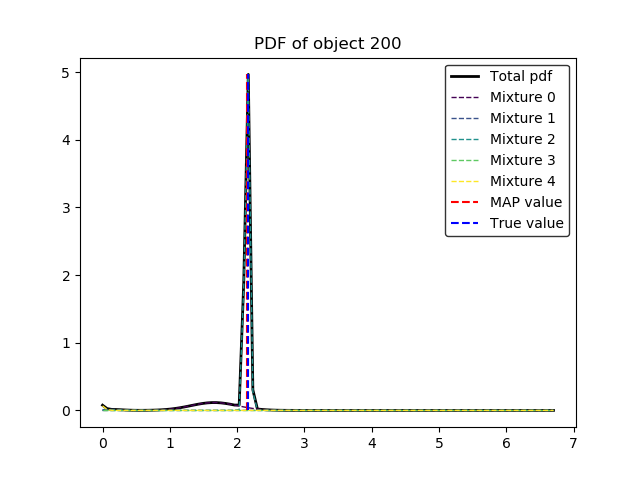 PDF of object 200
Total pdf
Mixture 0
Mixture 1
Mixture 2
Mixture 3
Mixture 4
MAP value
True value
5
4
3
2
1
0
0 1 2 3 4 5 6 7